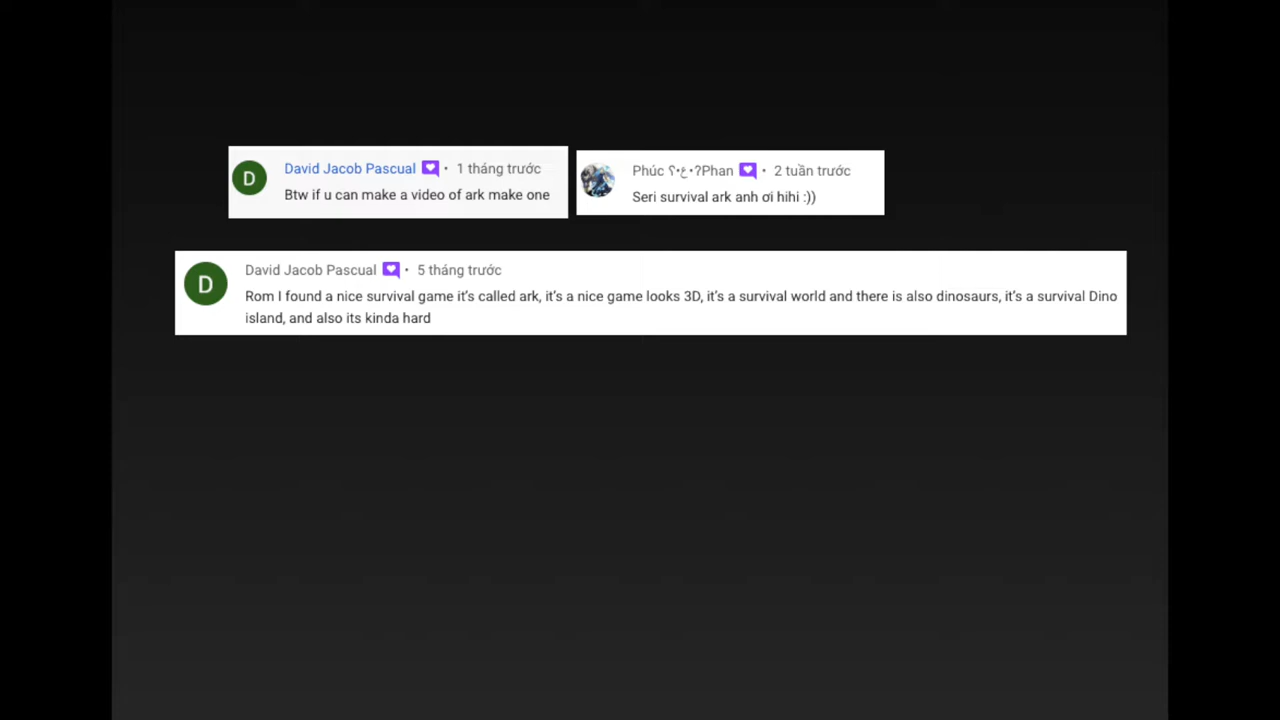 D
David Jacob Pascual • 1 tháng trước
Btw if u can make a video of ark make one
Phúc ʕ•غ•ʔPhan • 2 tuần trước
Seri survival ark anh ơi hihi :))
D
David Jacob Pascual • 5 tháng trước
Rom I found a nice survival game it’s called ark, it’s a nice game looks 3D, it’s a survival world and there is also dinosaurs, it’s a survival Dino
island, and also its kinda hard